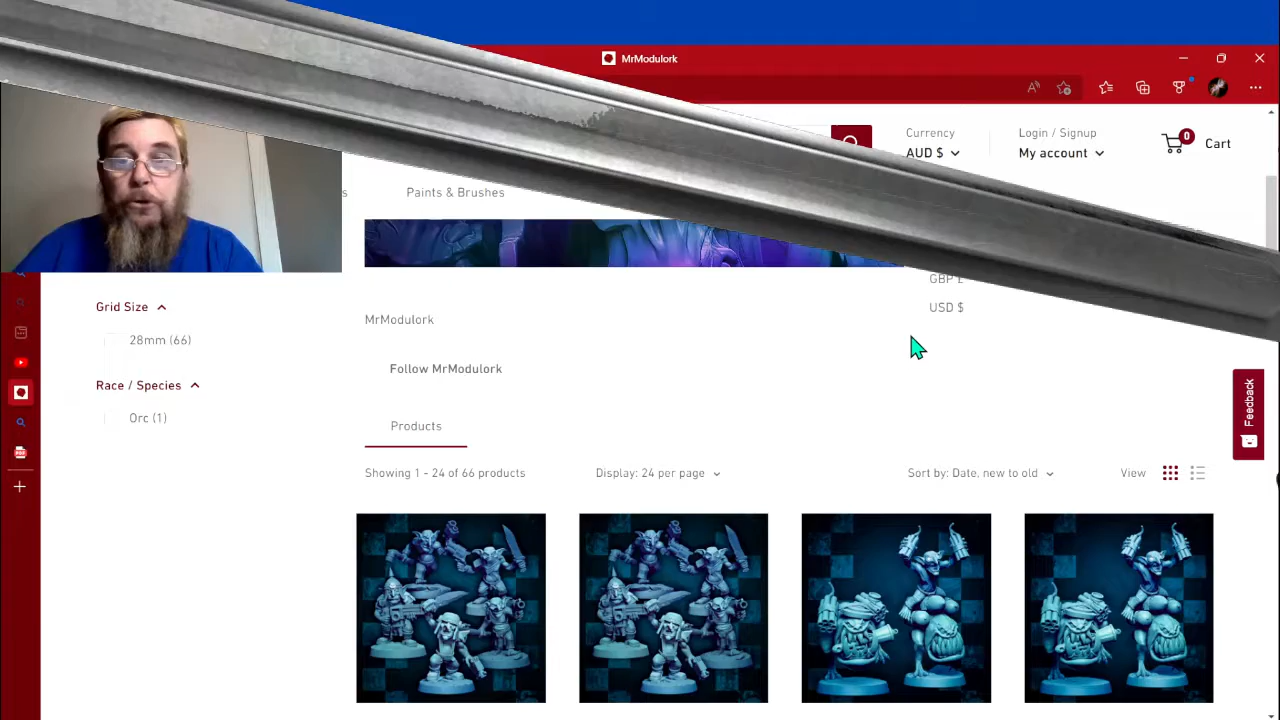 MrModulork
Currency
Login / Signup
AUD $
My account
0
Cart
s
Paints & Brushes
GBP £
USD $
Grid Size
28mm (66)
Race / Species
Orc (1)
MrModulork
Follow MrModulork
Products
Showing 1 - 24 of 66 products
Display: 24 per page
Sort by: Date, new to old
View
Feedback
PDF